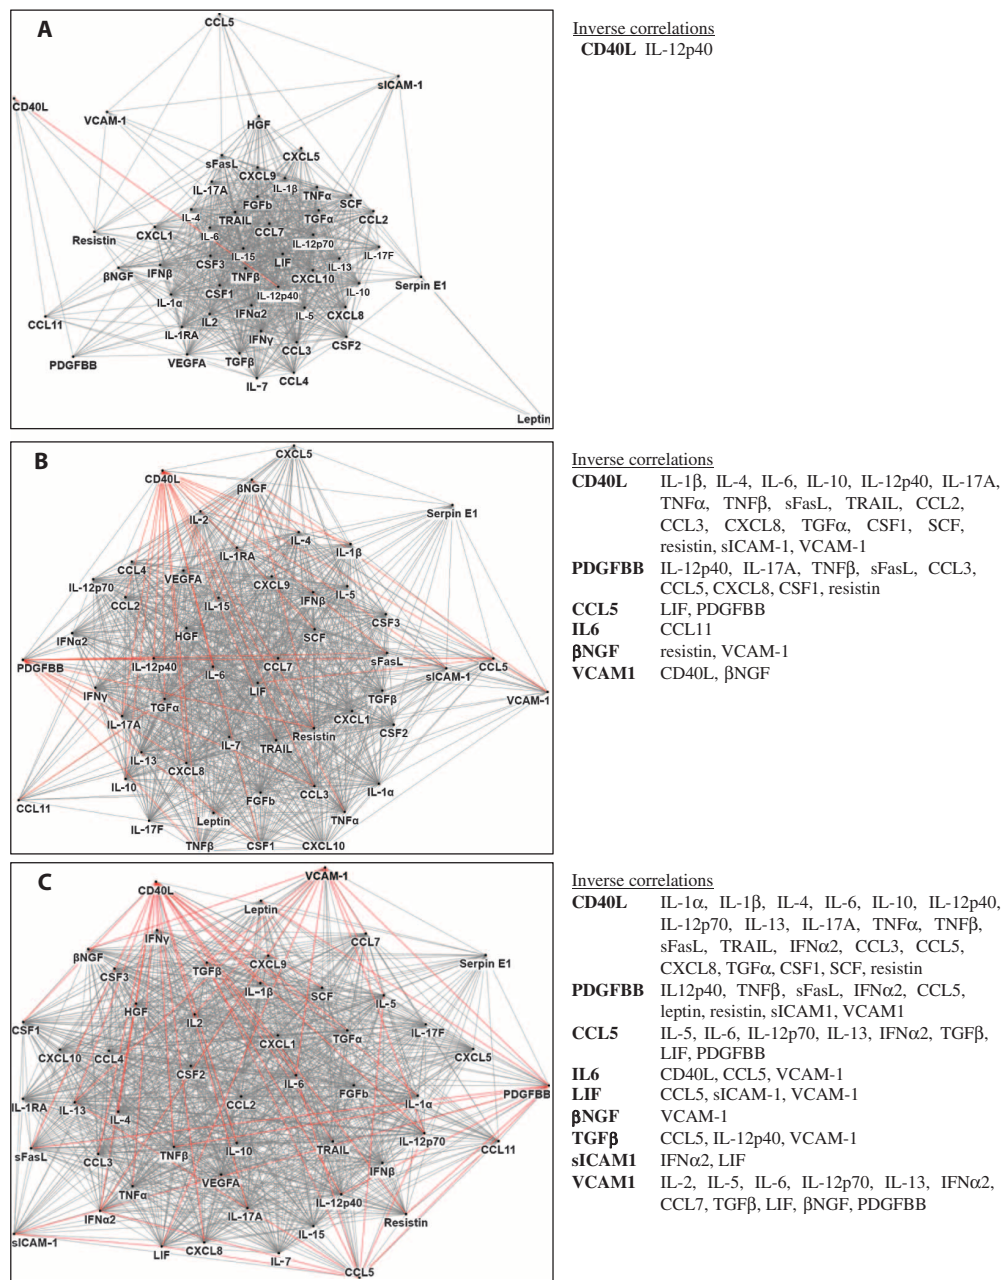 A
CCL5
sICAM-1
CD40L
VCAM-1
HGF
CXCL5
sFasL
CXCL9
IL-17A
IL-1β
TNFα
FGFb
SCF
IL-4
TRAIL
TGFα
CCL2
Resistin
CXCL1
IL-6
CCL7
IL-12p70
IL-15
IL-17F
βNGF
IFNβ
CSF3
LIF
IL-13
TNFβ
CXCL10
Serpin E1
IL-1α
CSF1
IL-12p40
IL-10
CCL11
IL2
IFNα2
IL-5
CXCL8
IL-1RA
IFNγ
CSF2
PDGFBB
VEGFA
TGFβ
CCL3
IL-7
CCL4
Leptin
Inverse correlations
CD40L IL-12p40
B
CXCL5
CD40L
βNGF
Serpin E1
IL-2
IL-4
IL-1RA
IL-1β
CCL4
VEGFA
CXCL9
IL-12p70
IL-5
CCL2
IL-15
IFNβ
CSF3
IFNα2
HGF
SCF
PDGFBB
IL-12p40
IL-6
CCL7
sFasL
sICAM-1
CCL5
IFNγ
LIF
TGFβ
VCAM-1
TGFα
IL-17A
CXCL1
CSF2
Resistin
IL-7
TRAIL
IL-13
CXCL8
IL-10
CCL3
IL-1α
CCL11
FGFb
Leptin
TNFα
IL-17F
TNFβ
CSF1
CXCL10
Inverse correlations
CD40L IL-1β, IL-4, IL-6, IL-10, IL-12p40, IL-17A,
TNFα, TNFβ, sFasL, TRAIL, CCL2,
CCL3, CXCL8, TGFα, CSF1, SCF,
resistin, sICAM-1, VCAM-1
PDGFBB IL-12p40, IL-17A, TNFβ, sFasL, CCL3,
CCL5, CXCL8, CSF1, resistin
CCL5 LIF, PDGFBB
IL6 CCL11
βNGF resistin, VCAM-1
VCAM1 CD40L, βNGF
C
VCAM-1
CD40L
Leptin
IFNγ
CCL7
βNGF
CXCL9
Serpin E1
CSF3
TGFβ
IL-1β
SCF
IL-5
HGF
CSF1
IL2
IL-17F
CXCL1
TGFα
CXCL10
CCL4
CXCL5
CSF2
IL-6
FGFb
PDGFBB
IL-1RA
IL-13
IL-4
CCL2
IL-1α
IL-12p70
CCL11
sFasL
CCL3
TNFβ
IL-10
TRAIL
IFNβ
TNFα
VEGFA
IL-12p40
IFNα2
IL-17A
Resistin
sICAM-1
IL-15
LIF
CXCL8
IL-7
CCL5
Inverse correlations
CD40L IL-1α, IL-1β, IL-4, IL-6, IL-10, IL-12p40,
IL-12p70, IL-13, IL-17A, TNFα, TNFβ,
sFasL, TRAIL, IFNα2, CCL3, CCL5,
CXCL8, TGFα, CSF1, SCF, resistin
PDGFBB IL12p40, TNFβ, sFasL, IFNα2, CCL5,
leptin, resistin, sICAM1, VCAM1
CCL5 IL-5, IL-6, IL-12p70, IL-13, IFNα2, TGFβ,
LIF, PDGFBB
IL6 CD40L, CCL5, VCAM-1
LIF CCL5, sICAM-1, VCAM-1
βNGF VCAM-1
TGFβ CCL5, IL-12p40, VCAM-1
sICAM1 IFNα2, LIF
VCAM1 IL-2, IL-5, IL-6, IL-12p70, IL-13, IFNα2,
CCL7, TGFβ, LIF, βNGF, PDGFBB